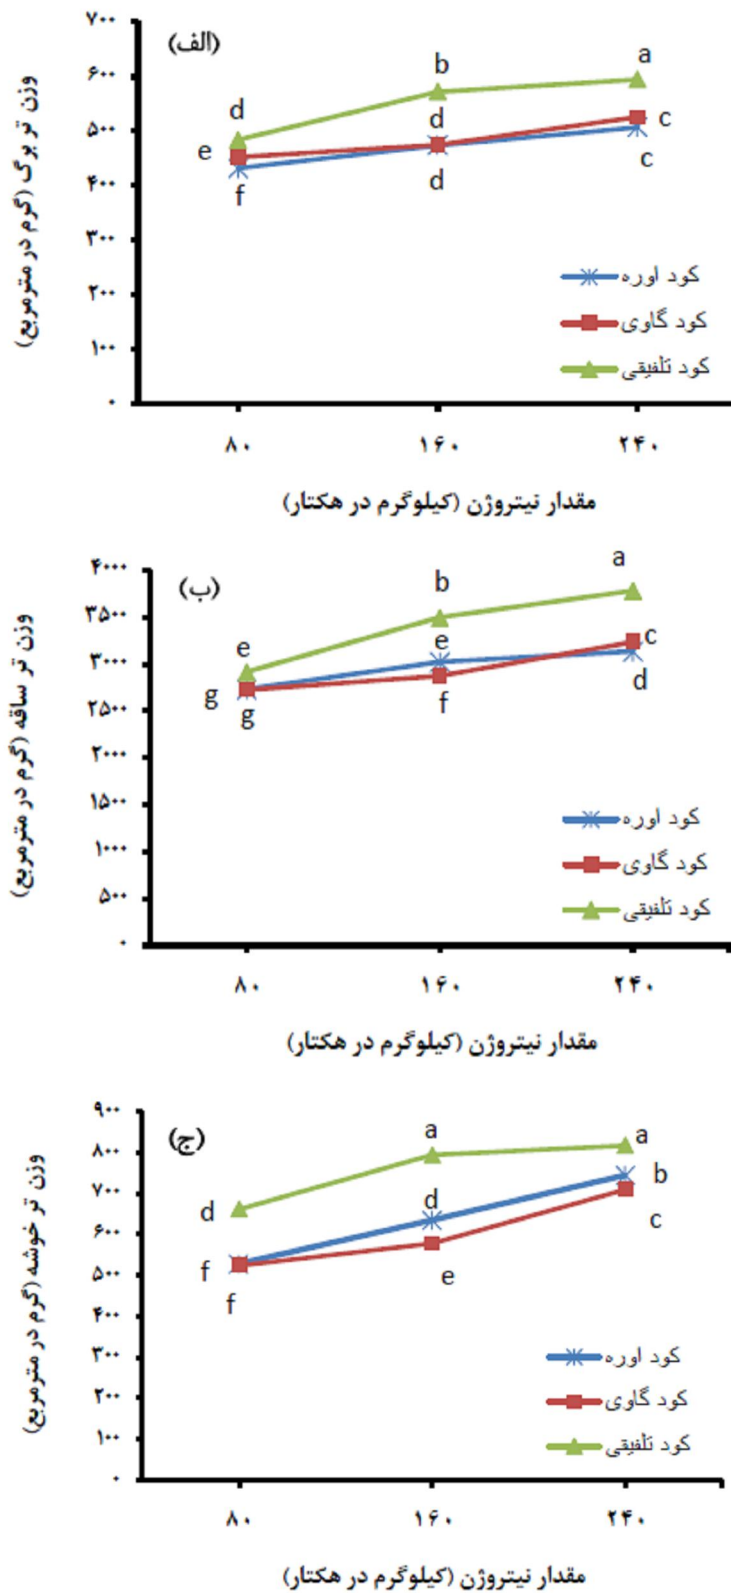 (الف)
وزن تر برگ (گرم در مترمربع)
۷۰۰
۶۰۰
۵۰۰
۴۰۰
۳۰۰
۲۰۰
۱۰۰
۰
d
b
a
e
d
c
f
d
c
کود اوره
کود گاوی
کود تلفیقی
۸۰
۱۶۰
۲۴۰
مقدار نیتروژن (کیلوگرم در هکتار)
(ب)
وزن تر ساقه (گرم در مترمربع)
۴۰۰۰
۳۵۰۰
۳۰۰۰
۲۵۰۰
۲۰۰۰
۱۵۰۰
۱۰۰۰
۵۰۰
۰
e
b
a
g
e
c
g
f
d
کود اوره
کود گاوی
کود تلفیقی
۸۰
۱۶۰
۲۴۰
مقدار نیتروژن (کیلوگرم در هکتار)
(ج)
وزن تر خوشه (گرم در مترمربع)
۹۰۰
۸۰۰
۷۰۰
۶۰۰
۵۰۰
۴۰۰
۳۰۰
۲۰۰
۱۰۰
۰
d
a
a
f
d
b
f
e
c
کود اوره
کود گاوی
کود تلفیقی
۸۰
۱۶۰
۲۴۰
مقدار نیتروژن (کیلوگرم در هکتار)